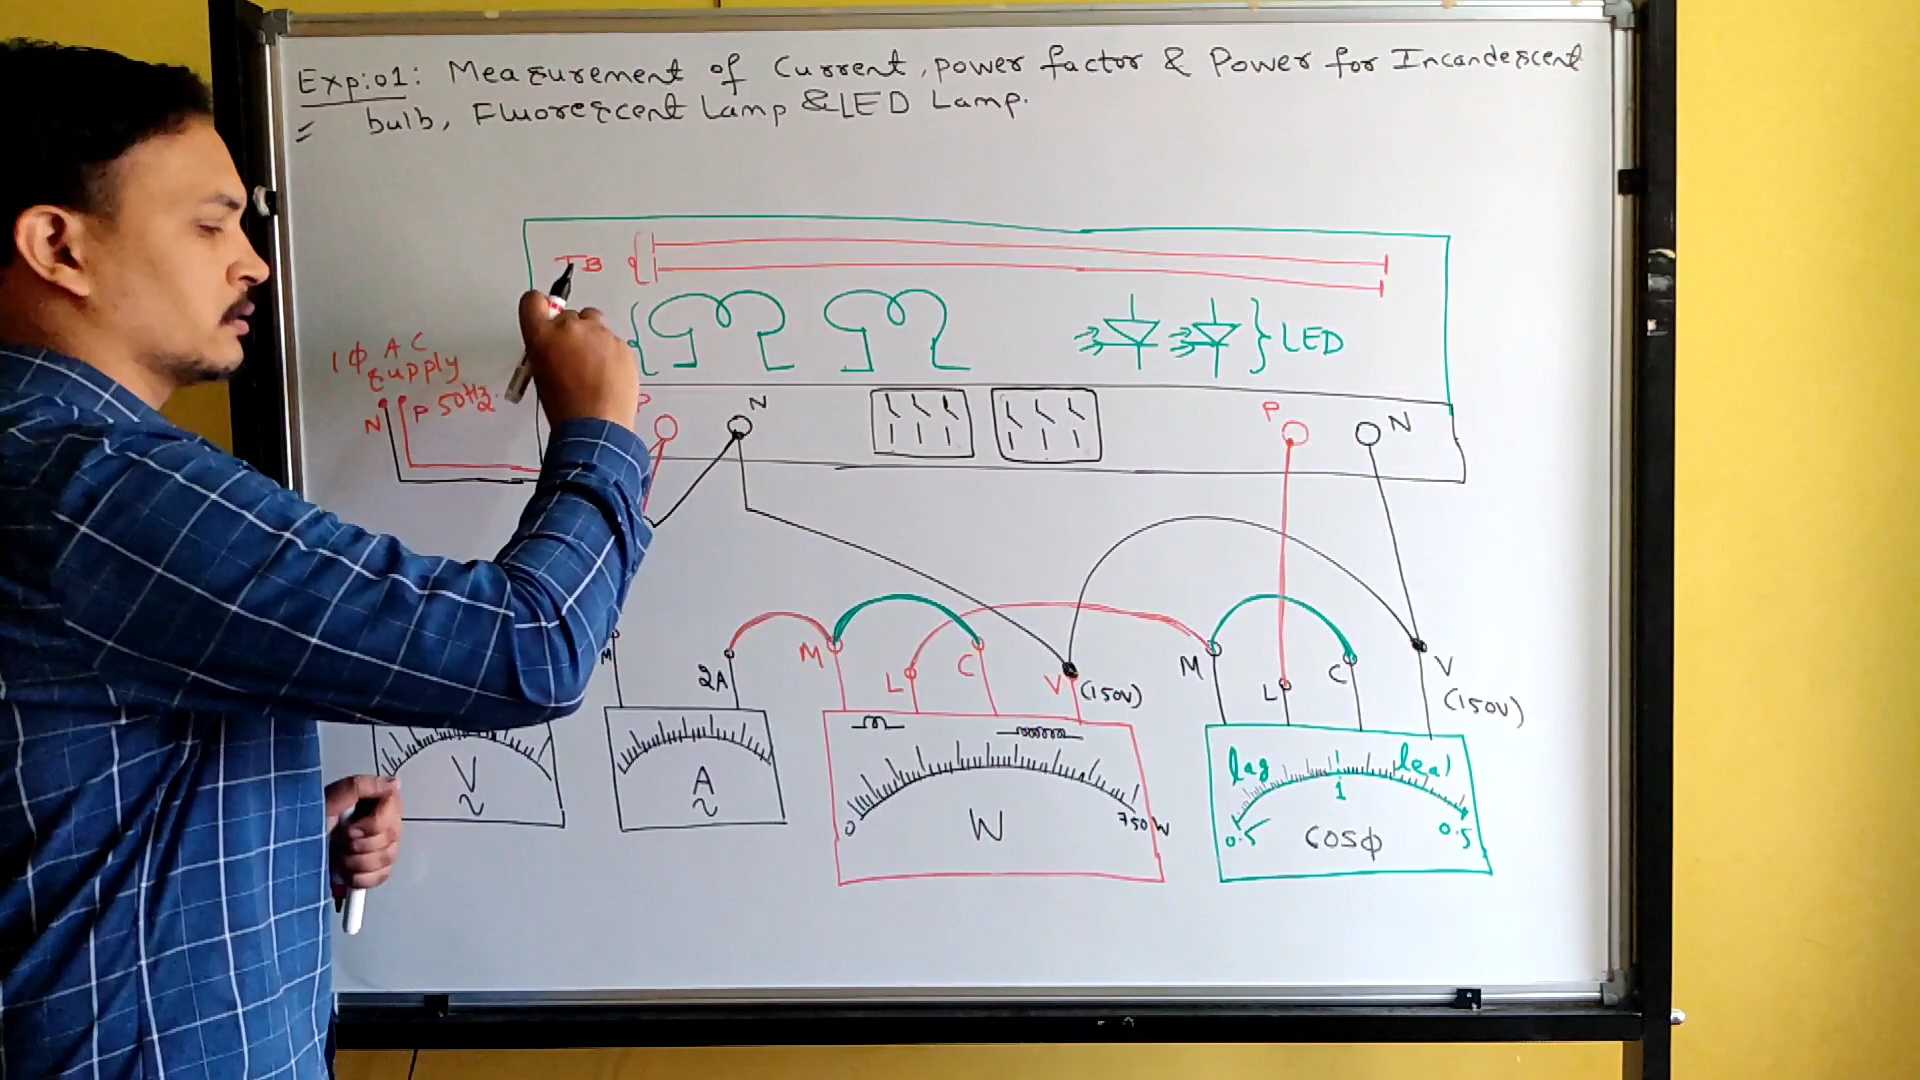 Exp:01: Measurement of Current, power factor & Power for Incandescent
bulb, Fluorescent Lamp & LED Lamp.
TB
LED
1ϕ AC
supply
P 50Hz.
N
P
N
P
N
M
2A
M
L
C
V
(150V)
M
L
C
V
(150V)
V
~
A
~
0
W
750W
lag
lead
1
0.5
cosϕ
0.5